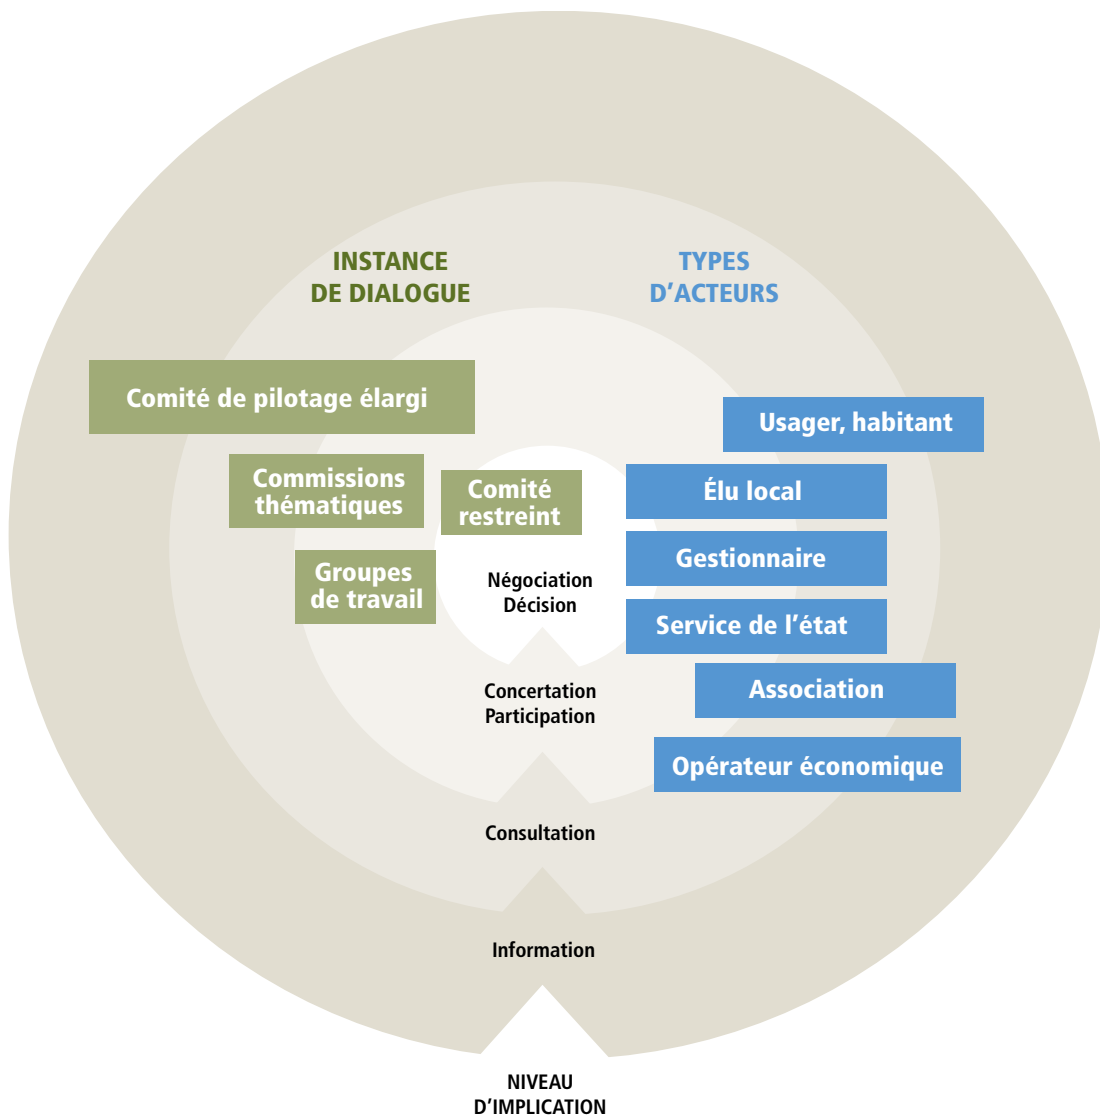 INSTANCE
DE DIALOGUE
TYPES
D'ACTEURS
Comité de pilotage élargi
Commissions
thématiques
Comité
restreint
Groupes
de travail
Usager, habitant
Élu local
Gestionnaire
Service de l'état
Association
Opérateur économique
Négociation
Décision
Concertation
Participation
Consultation
Information
NIVEAU
D'IMPLICATION